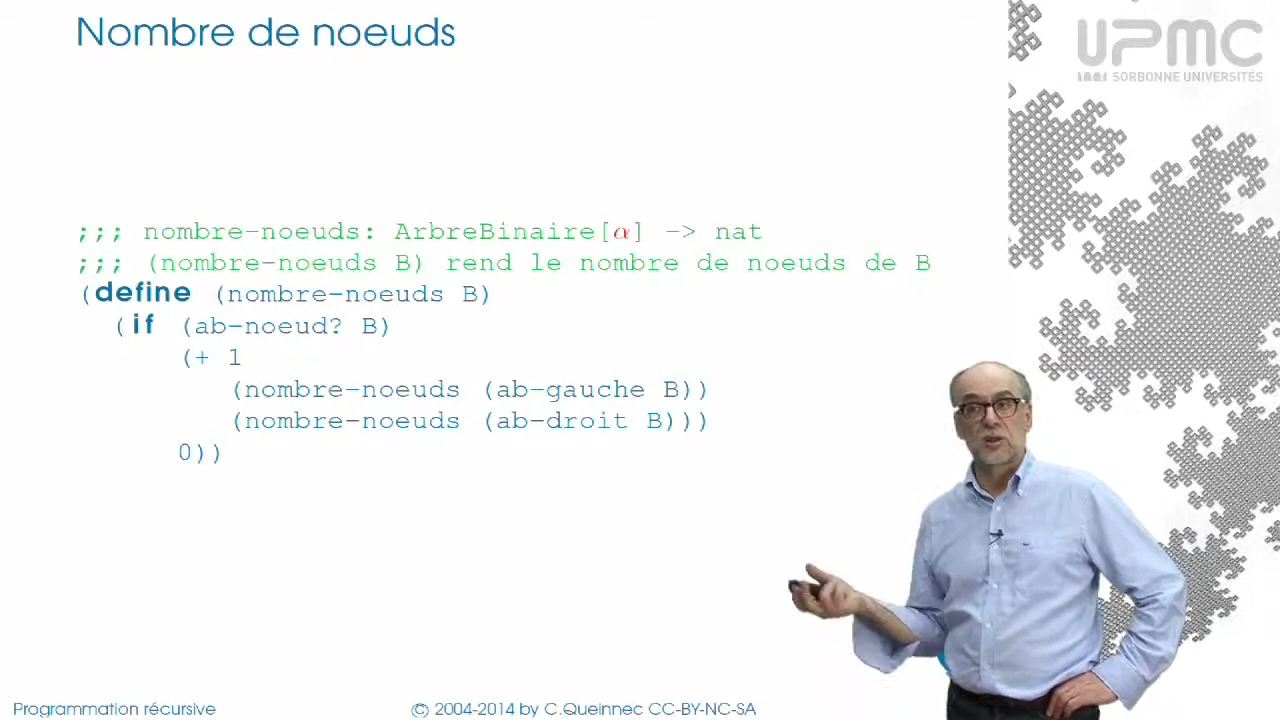 Nombre de noeuds
UPMC
SORBONNE UNIVERSITÉS
;;; nombre-noeuds: ArbreBinaire[α] -> nat
;;; (nombre-noeuds B) rend le nombre de noeuds de B
(define (nombre-noeuds B)
(if (ab-noeud? B)
(+ 1
(nombre-noeuds (ab-gauche B))
(nombre-noeuds (ab-droit B)))
0))
Programmation récursive
© 2004-2014 by C.Queinnec CC-BY-NC-SA